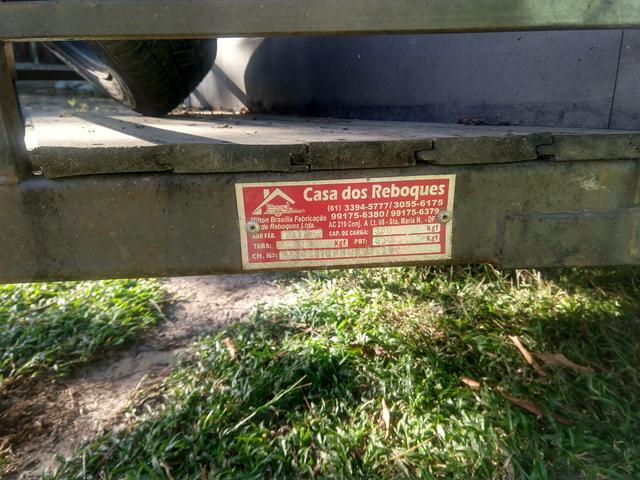 Casa dos Reboques
(61) 3394-5777/3055-6175
99175-6380/99175-6379
Milton Brasília Fabricação
de Reboques Ltda.
AC 219 Conj. A Lt. 08 - Sta. Maria N. - DF
ANO FAB. CAP. DE CARGA: Kgf
TARA: Kgf PBT: Kgf
CH. Nº: